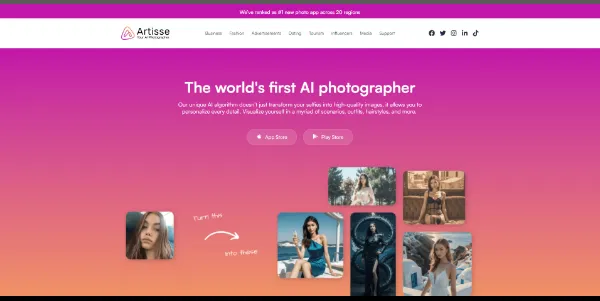 We've ranked as #1 new photo app across 20 regions
Artisse
Your AI Photographer
Business Fashion Advertisements Dating Tourism Influencers Media Support
The world's first AI photographer
Our unique AI algorithm doesn't just transform your selfies into high-quality images, it allows you to
personalize every detail. Visualize yourself in a myriad of scenarios, outfits, hairstyles, and more.
App Store Play Store
Turn this
into these